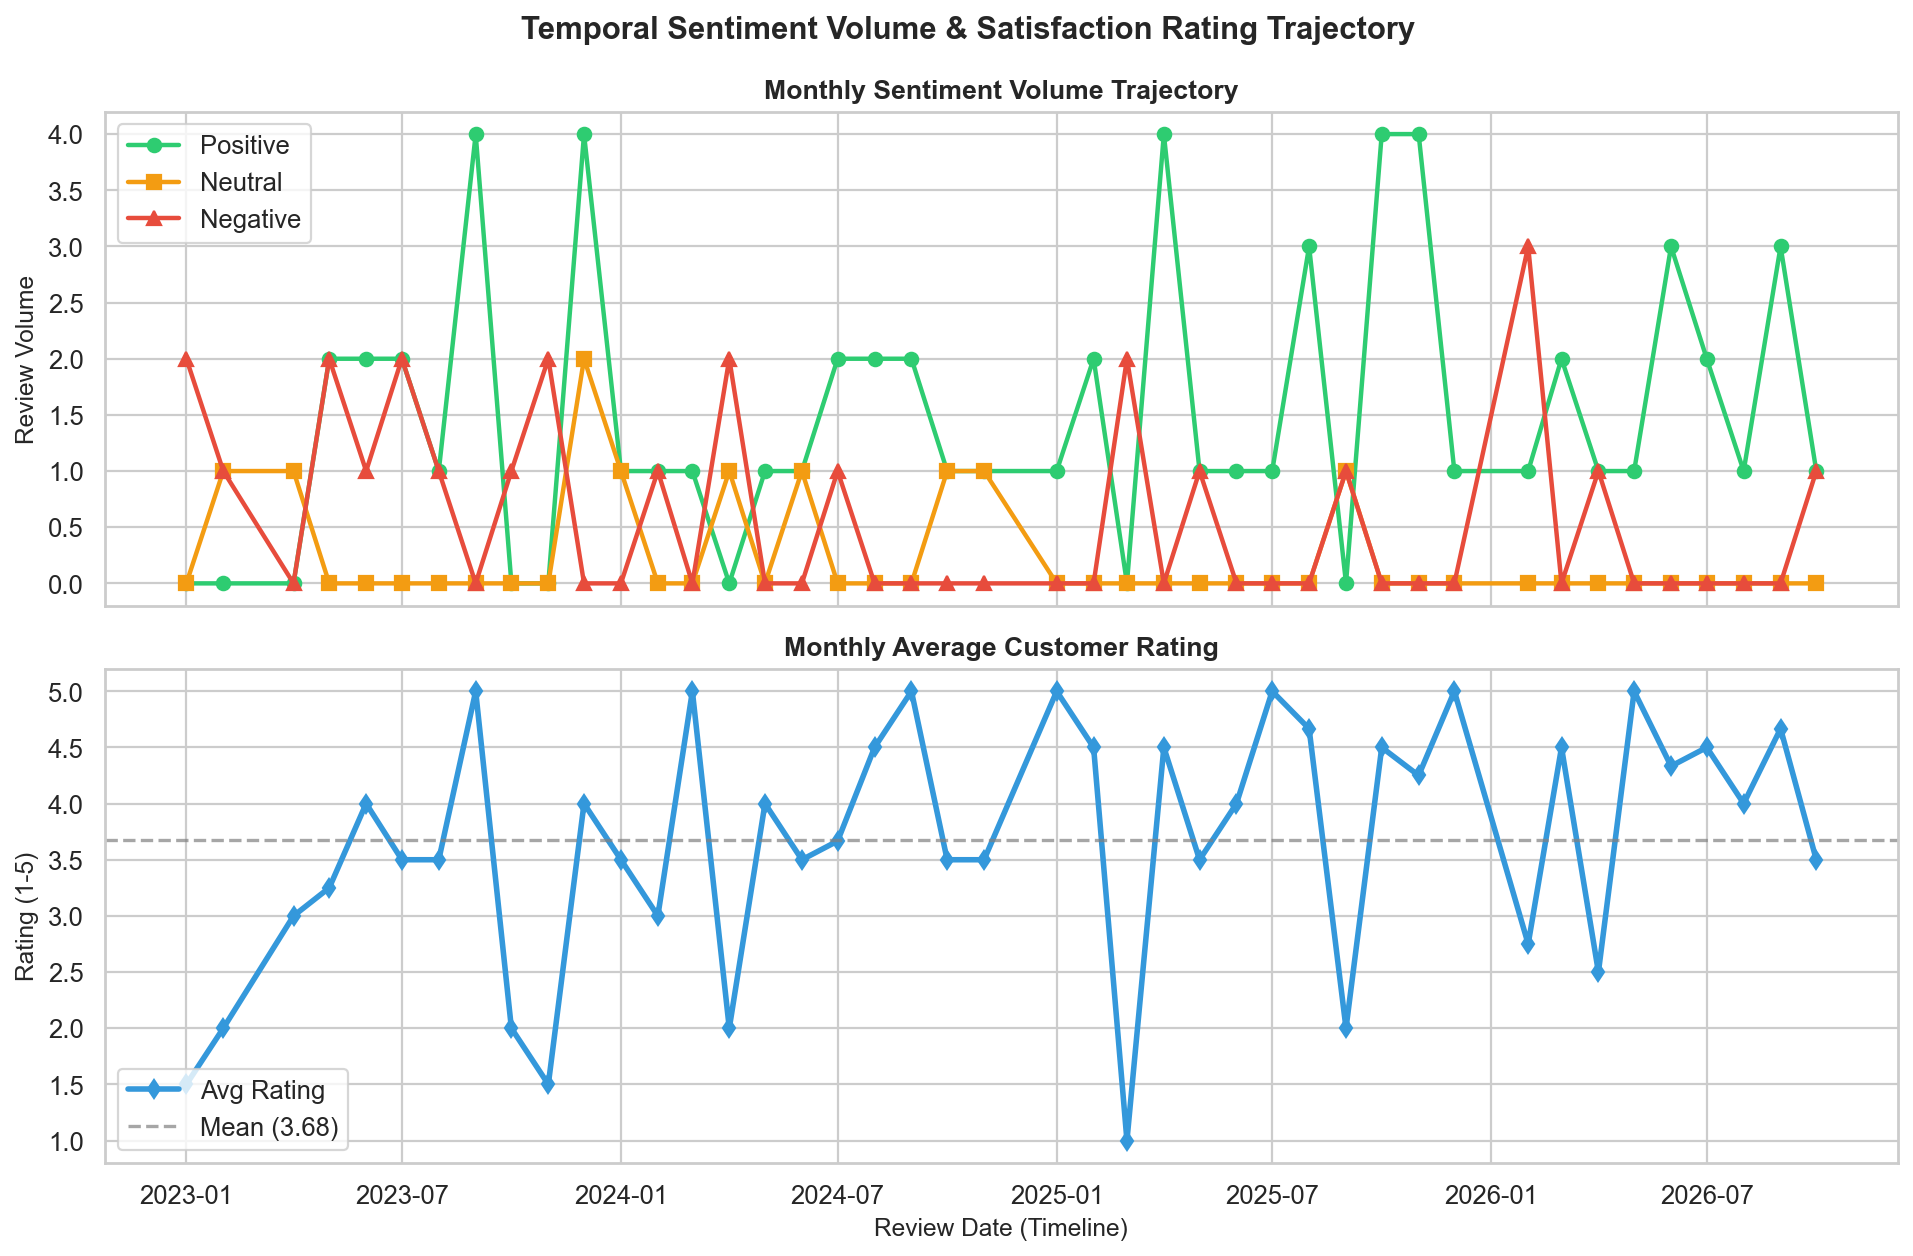 Temporal Sentiment Volume & Satisfaction Rating Trajectory
Monthly Sentiment Volume Trajectory
Positive
Neutral
Negative
Review Volume
4.0
3.5
3.0
2.5
2.0
1.5
1.0
0.5
0.0
Monthly Average Customer Rating
Rating (1-5)
5.0
4.5
4.0
3.5
3.0
2.5
2.0
1.5
1.0
Avg Rating
Mean (3.68)
2023-01 2023-07 2024-01 2024-07 2025-01 2025-07 2026-01 2026-07
Review Date (Timeline)